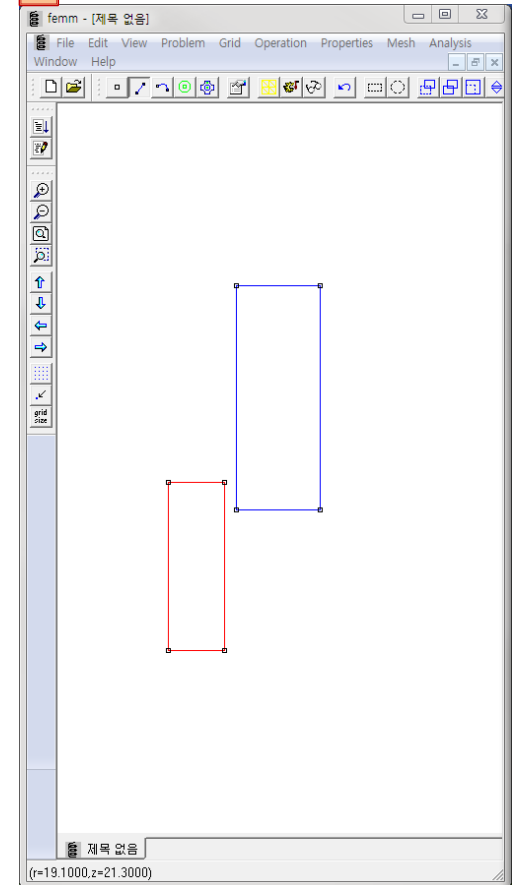 femm - [제목 없음]
File Edit View Problem Grid Operation Properties Mesh Analysis
Window Help
grid
size
제목 없음
(r=19.1000,z=21.3000)